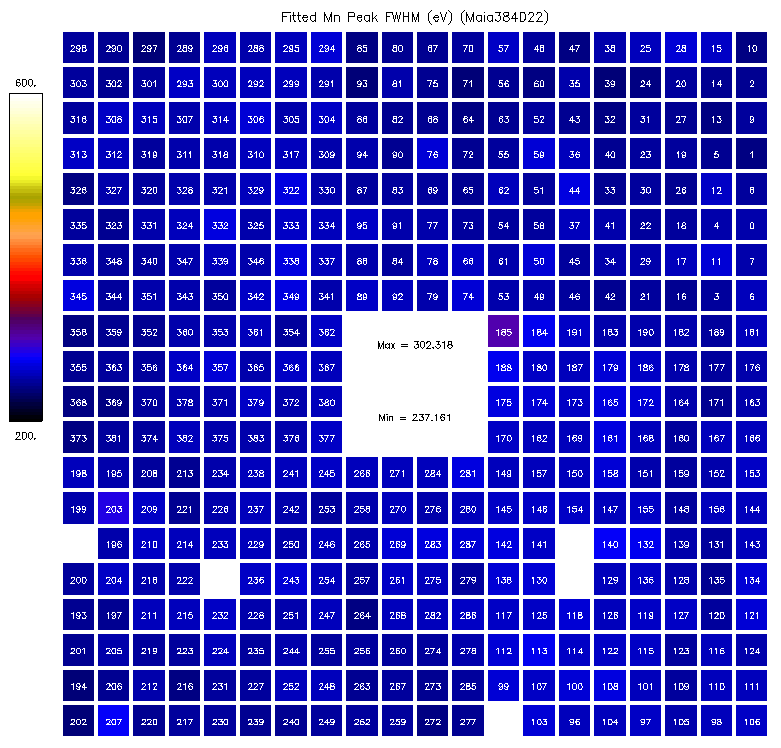 Fitted Mn Peak FWHM (eV) (Maia384D22)
298 290 297 289 296 288 295 294 85 80 67 70 57 48 47 38 25 28 15 10
600.
303 302 301 293 300 292 299 291 93 81 75 71 56 60 35 39 24 20 14 2
316 308 315 307 314 306 305 304 86 82 68 64 63 52 43 32 31 27 13 9
313 312 319 311 318 310 317 309 94 90 76 72 55 59 36 40 23 19 5 1
326 327 320 328 321 329 322 330 87 83 69 65 62 51 44 33 30 26 12 8
335 323 331 324 332 325 333 334 95 91 77 73 54 58 37 41 22 18 4 0
336 348 340 347 339 346 338 337 88 84 78 66 61 50 45 34 29 17 11 7
345 344 351 343 350 342 349 341 89 92 79 74 53 49 46 42 21 16 3 6
358 359 352 360 353 361 354 362 185 184 191 183 190 182 189 181
Max = 302.318
355 363 356 364 357 365 366 367 188 180 187 179 186 178 177 176
368 369 370 378 371 379 372 380 175 174 173 165 172 164 171 163
Min = 237.161
373 381 374 382 375 383 376 377 170 162 169 161 168 160 167 166
200.
198 195 208 213 234 238 241 245 266 271 284 281 149 157 150 158 151 159 152 153
199 203 209 221 226 237 242 253 258 270 276 280 145 146 154 147 155 148 156 144
196 210 214 233 229 250 246 265 269 283 287 142 141 140 132 139 131 143
200 204 218 222 236 243 254 257 261 275 279 138 130 129 136 128 135 134
193 197 211 215 232 228 251 247 264 268 282 286 117 125 118 126 119 127 120 121
201 205 219 223 224 235 244 255 256 260 274 278 112 113 114 122 115 123 116 124
194 206 212 216 231 227 252 248 263 267 273 285 99 107 100 108 101 109 110 111
202 207 220 217 230 239 240 249 262 259 272 277 103 96 104 97 105 98 106